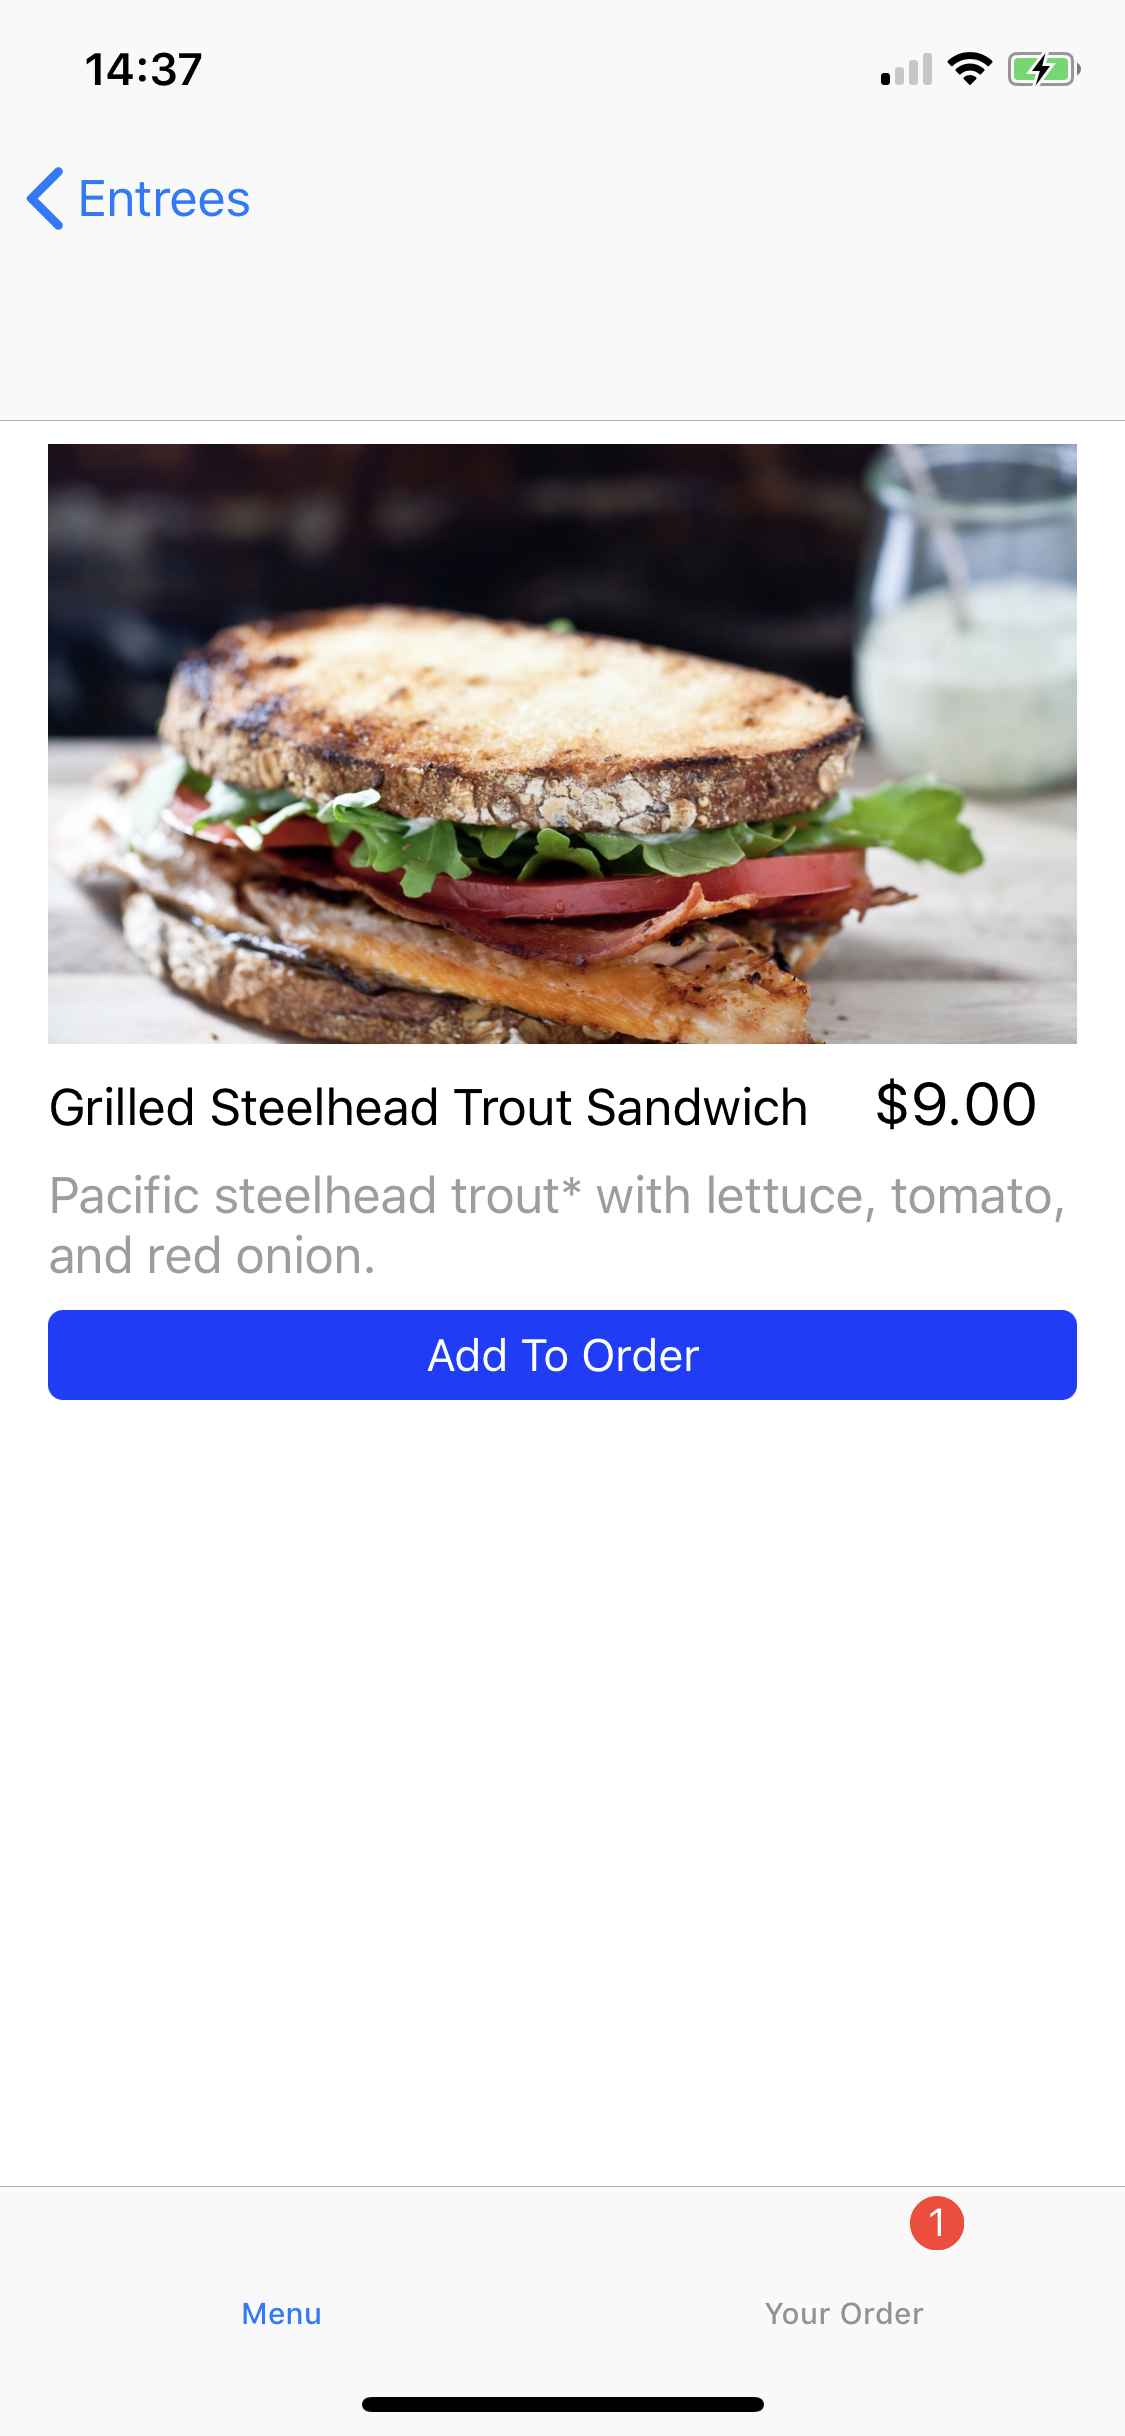 14:37
Entrees
Grilled Steelhead Trout Sandwich $9.00
Pacific steelhead trout* with lettuce, tomato,
and red onion.
Add To Order
1
Menu
Your Order